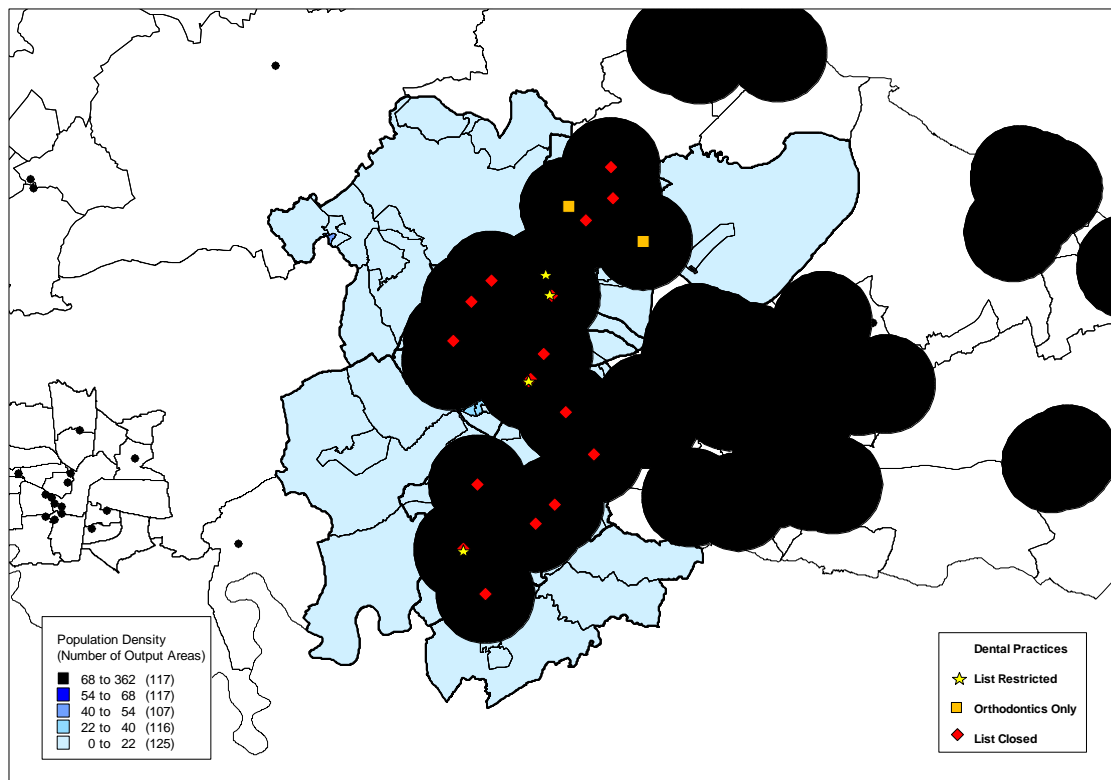 Population Density
(Number of Output Areas)
68 to 362 (117)
54 to 68 (117)
40 to 54 (107)
22 to 40 (116)
0 to 22 (125)
Dental Practices
List Restricted
Orthodontics Only
List Closed